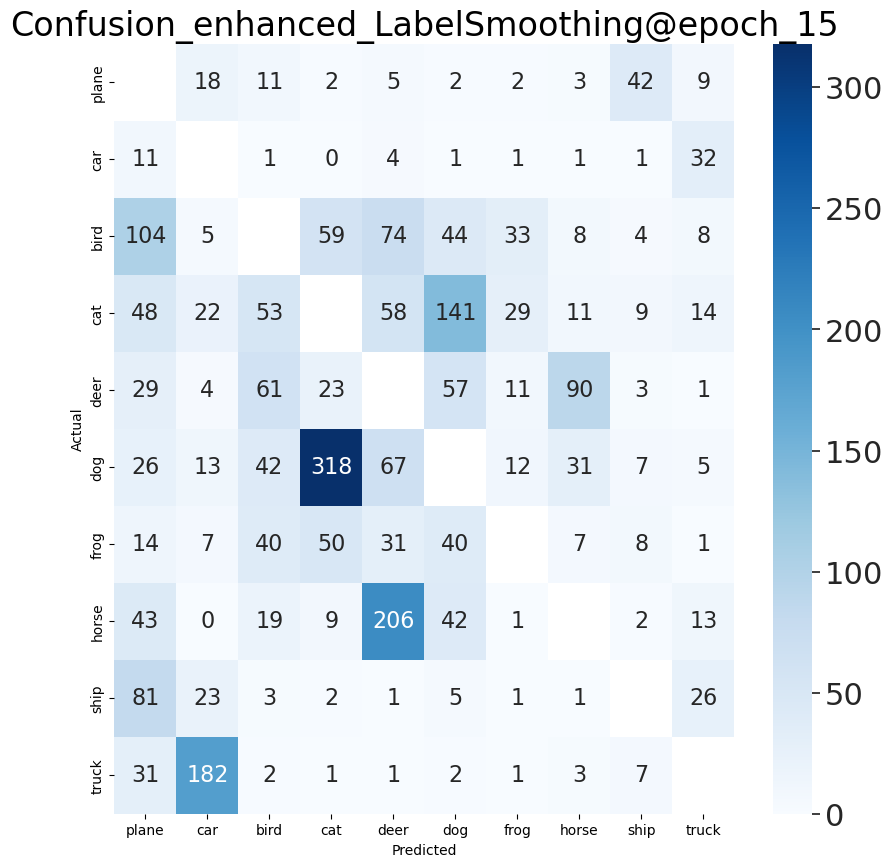 Confusion_enhanced_LabelSmoothing@epoch_15
plane 18 11 2 5 2 2 3 42 9
car 11 1 0 4 1 1 1 1 32
bird 104 5 59 74 44 33 8 4 8
cat 48 22 53 58 141 29 11 9 14
deer 29 4 61 23 57 11 90 3 1
dog 26 13 42 318 67 12 31 7 5
frog 14 7 40 50 31 40 7 8 1
horse 43 0 19 9 206 42 1 2 13
ship 81 23 3 2 1 5 1 1 26
truck 31 182 2 1 1 2 1 3 7
plane car bird cat deer dog frog horse ship truck
Predicted
Actual
300
250
200
150
100
50
0